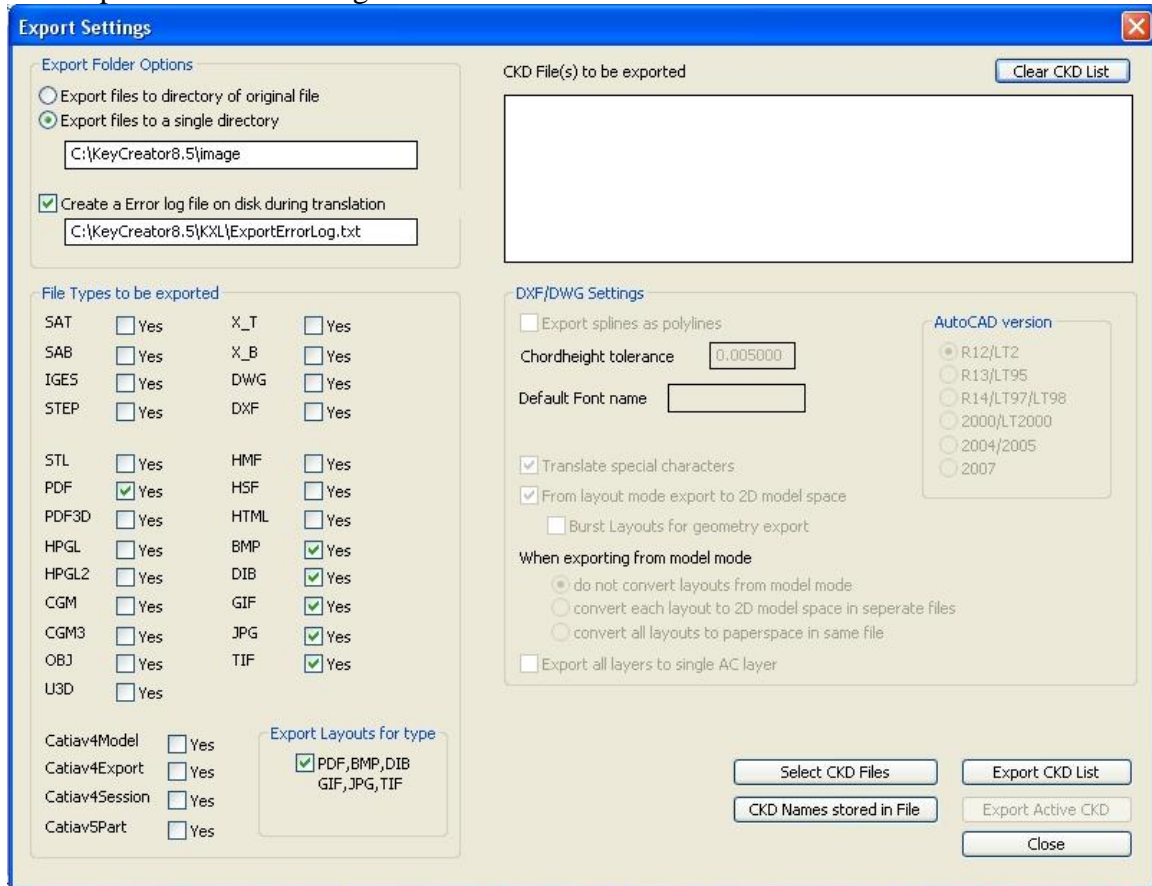 Export Settings
Export Folder Options
Export files to directory of original file
Export files to a single directory
C:\KeyCreator8.5\image
Create a Error log file on disk during translation
C:\KeyCreator8.5\KXL\ExportErrorLog.txt
CKD File(s) to be exported
Clear CKD List
File Types to be exported
SAT Yes X_T Yes
SAB Yes X_B Yes
IGES Yes DWG Yes
STEP Yes DXF Yes
STL Yes HMF Yes
PDF Yes HSF Yes
PDF3D Yes HTML Yes
HPGL Yes BMP Yes
HPGL2 Yes DIB Yes
CGM Yes GIF Yes
CGM3 Yes JPG Yes
OBJ Yes TIF Yes
U3D Yes
Catiav4Model Yes
Catiav4Export Yes
Catiav4Session Yes
Catiav5Part Yes
Export Layouts for type
PDF,BMP,DIB
GIF,JPG,TIF
DXF/DWG Settings
Export splines as polylines
Chordheight tolerance 0.005000
Default Font name
Translate special characters
From layout mode export to 2D model space
Burst Layouts for geometry export
When exporting from model mode
do not convert layouts from model mode
convert each layout to 2D model space in seperate files
convert all layouts to paperspace in same file
Export all layers to single AC layer
AutoCAD version
R12/LT2
R13/LT95
R14/LT97/LT98
2000/LT2000
2004/2005
2007
Select CKD Files
Export CKD List
CKD Names stored in File
Export Active CKD
Close